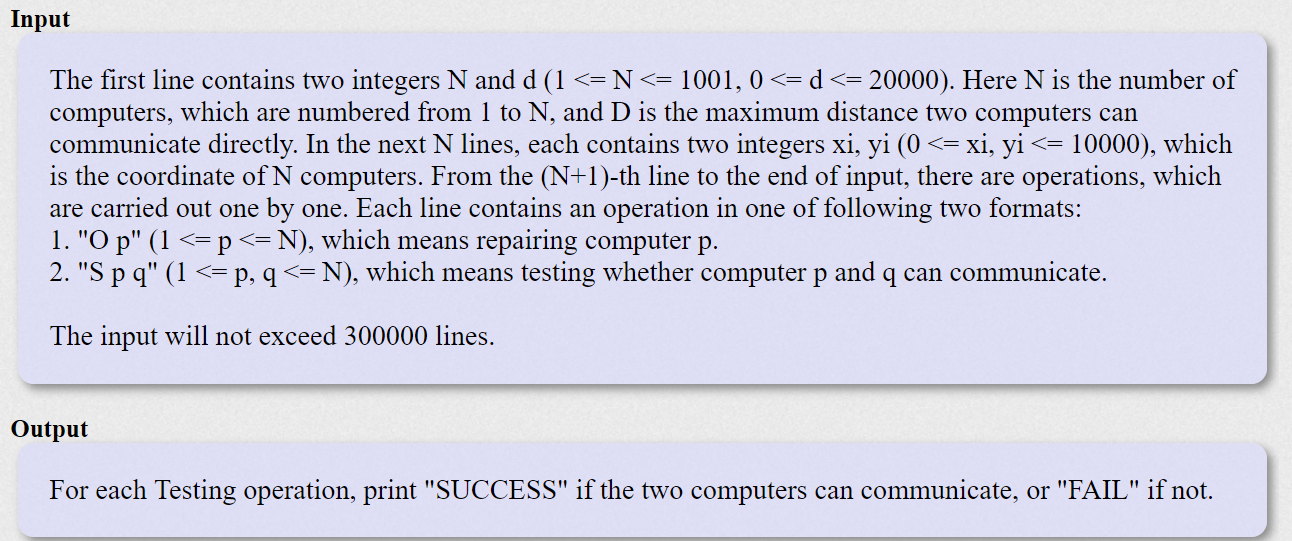 Input
The first line contains two integers N and d (1 <= N <= 1001, 0 <= d <= 20000). Here N is the number of
computers, which are numbered from 1 to N, and D is the maximum distance two computers can
communicate directly. In the next N lines, each contains two integers xi, yi (0 <= xi, yi <= 10000), which
is the coordinate of N computers. From the (N+1)-th line to the end of input, there are operations, which
are carried out one by one. Each line contains an operation in one of following two formats:
1. "O p" (1 <= p <= N), which means repairing computer p.
2. "S p q" (1 <= p, q <= N), which means testing whether computer p and q can communicate.
The input will not exceed 300000 lines.
Output
For each Testing operation, print "SUCCESS" if the two computers can communicate, or "FAIL" if not.